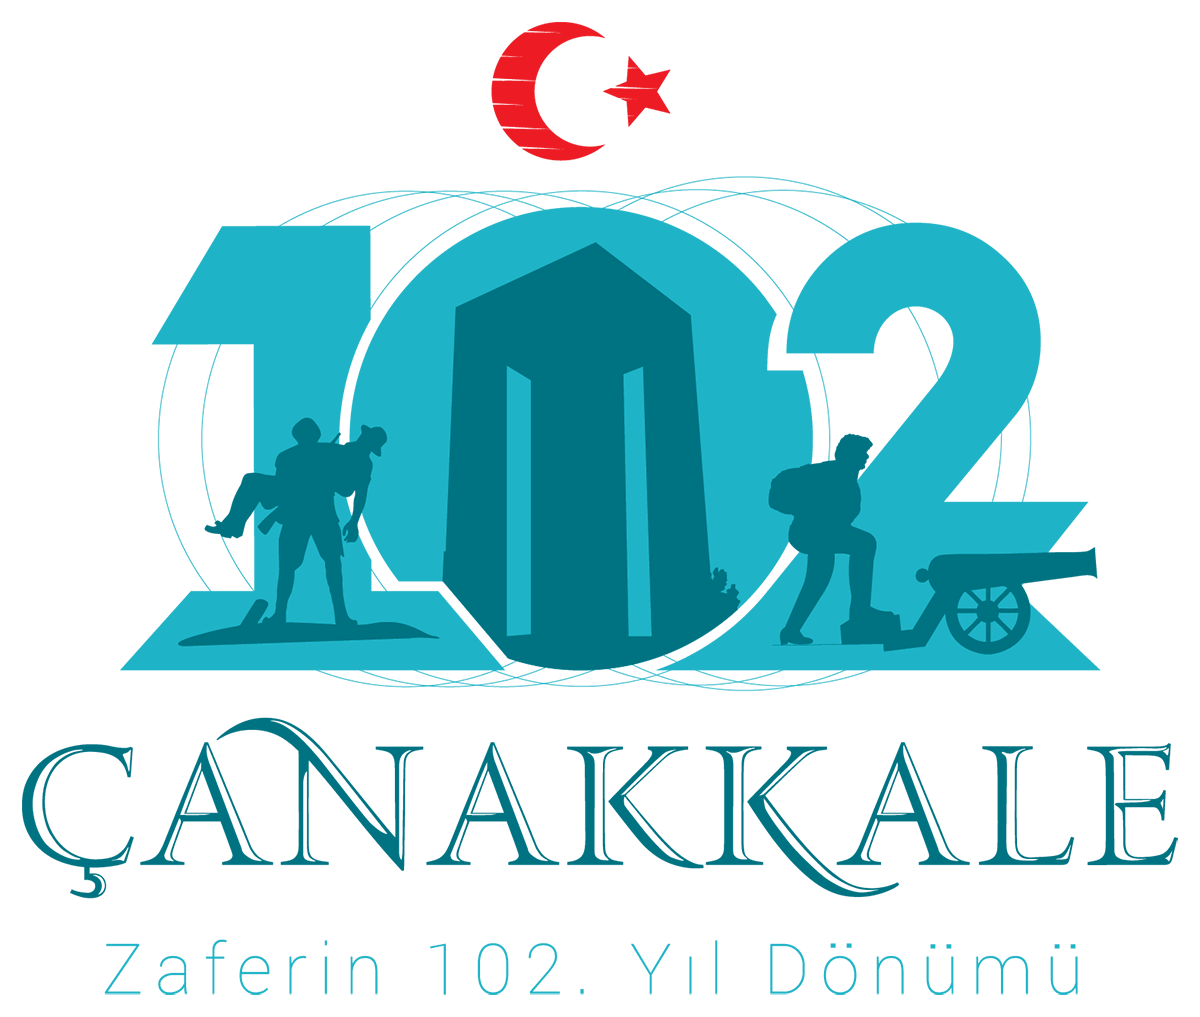 102
ÇANAKKALE
Zaferin 102. Yıl Dönümü